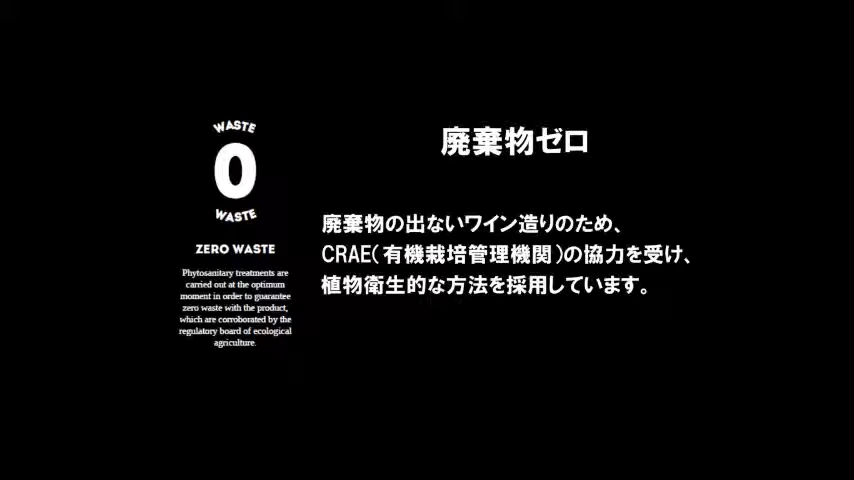 WASTE
0
WASTE
ZERO WASTE
Phytosanitary treatments are
carried out at the optimum
moment in order to guarantee
zero waste with the product,
which are corroborated by the
regulatory board of ecological
agriculture.
廃棄物ゼロ
廃棄物の出ないワイン造りのため、
CRAE(有機栽培管理機関)の協力を受け、
植物衛生的な方法を採用しています。